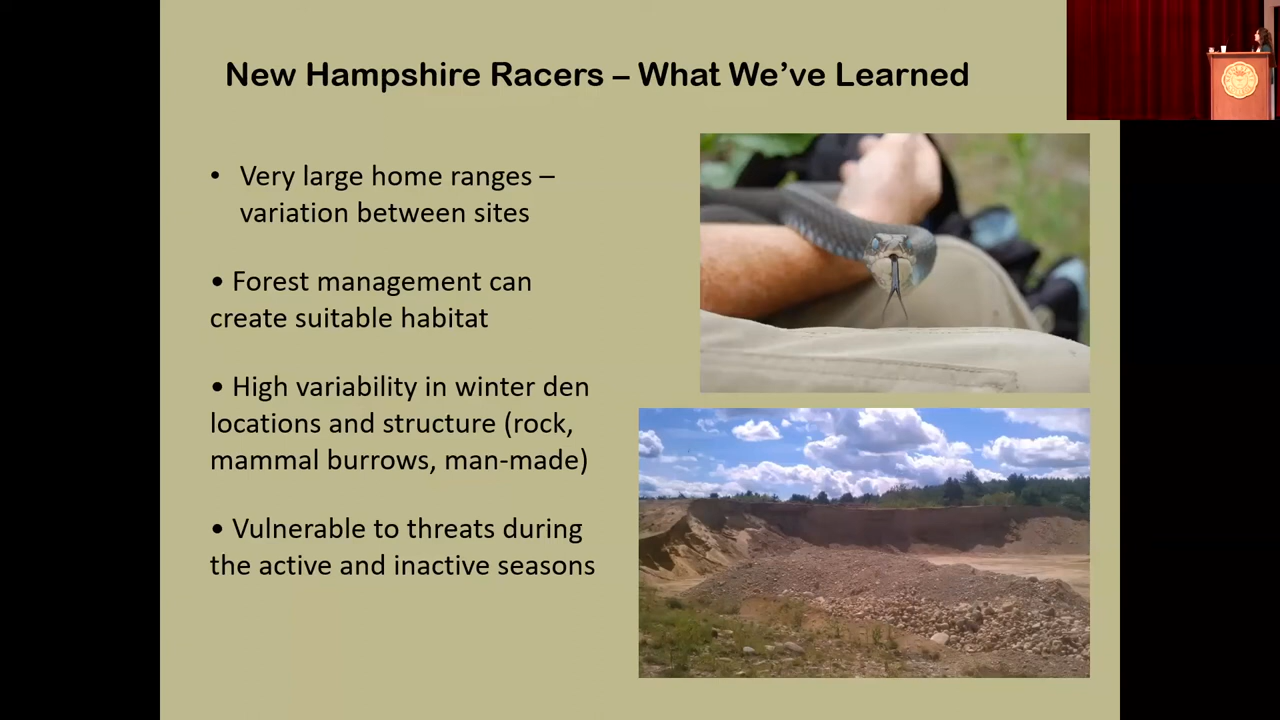 New Hampshire Racers – What We've Learned
• Very large home ranges –
variation between sites
• Forest management can
create suitable habitat
• High variability in winter den
locations and structure (rock,
mammal burrows, man-made)
• Vulnerable to threats during
the active and inactive seasons